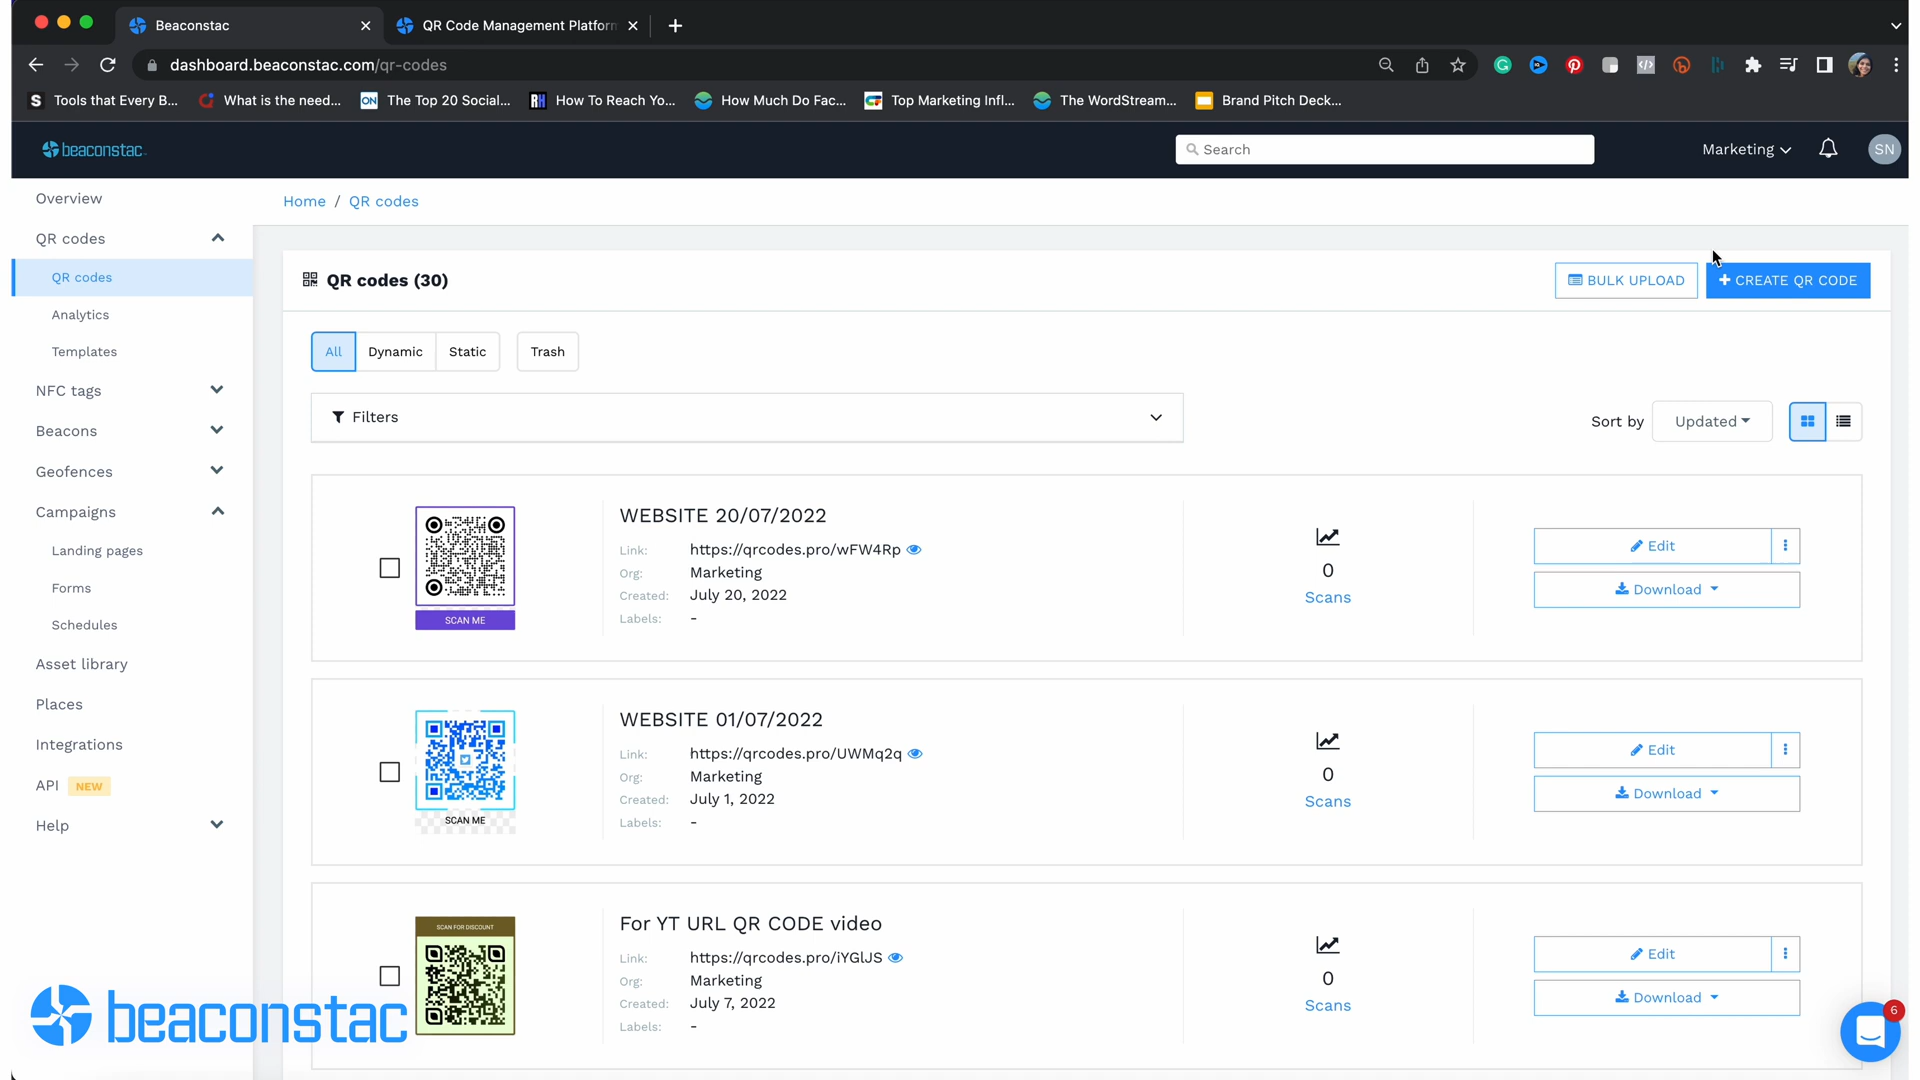 Beaconstac
QR Code Management Platform
dashboard.beaconstac.com/qr-codes
Tools that Every B...
What is the need...
ON The Top 20 Social...
RH How To Reach Yo...
How Much Do Fac...
Top Marketing Infl...
The WordStream...
Brand Pitch Deck...
beaconstac
Search
Marketing
SN
Overview
QR codes
QR codes
Analytics
Templates
NFC tags
Beacons
Geofences
Campaigns
Landing pages
Forms
Schedules
Asset library
Places
Integrations
API NEW
Help
Home / QR codes
QR codes (30)
BULK UPLOAD
+ CREATE QR CODE
All
Dynamic
Static
Trash
Filters
Sort by
Updated
SCAN ME
WEBSITE 20/07/2022
Link: https://qrcodes.pro/wFW4Rp
Org: Marketing
Created: July 20, 2022
Labels: -
0
Scans
Edit
Download
SCAN ME
WEBSITE 01/07/2022
Link: https://qrcodes.pro/UWMq2q
Org: Marketing
Created: July 1, 2022
Labels: -
0
Scans
Edit
Download
SCAN FOR DISCOUNT
For YT URL QR CODE video
Link: https://qrcodes.pro/iYGlJS
Org: Marketing
Created: July 7, 2022
Labels: -
0
Scans
Edit
Download
beaconstac
6